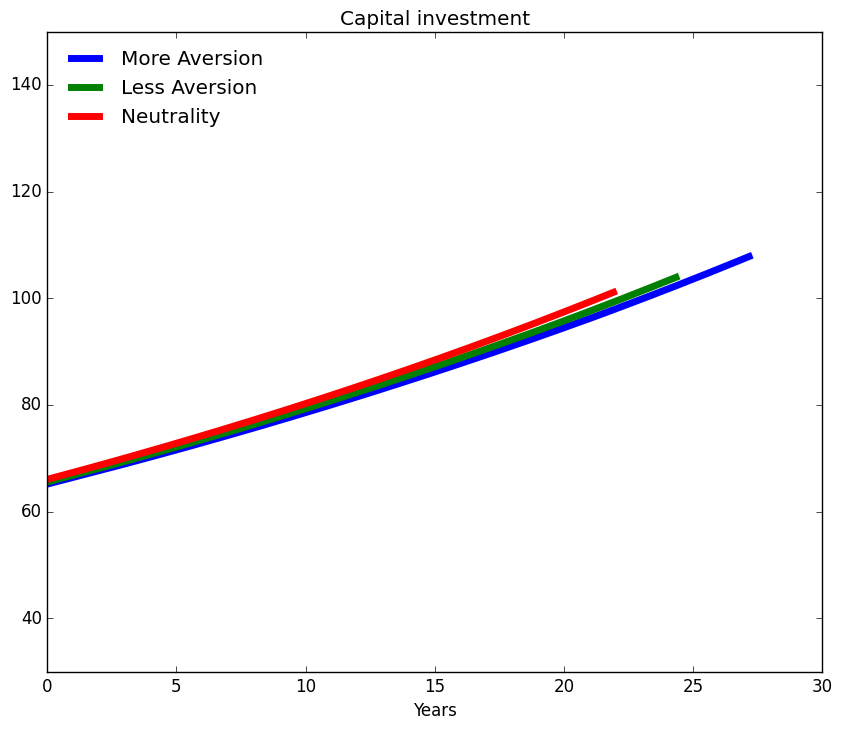 Capital investment
More Aversion
Less Aversion
Neutrality
140
120
100
80
60
40
0 5 10 15 20 25 30
Years